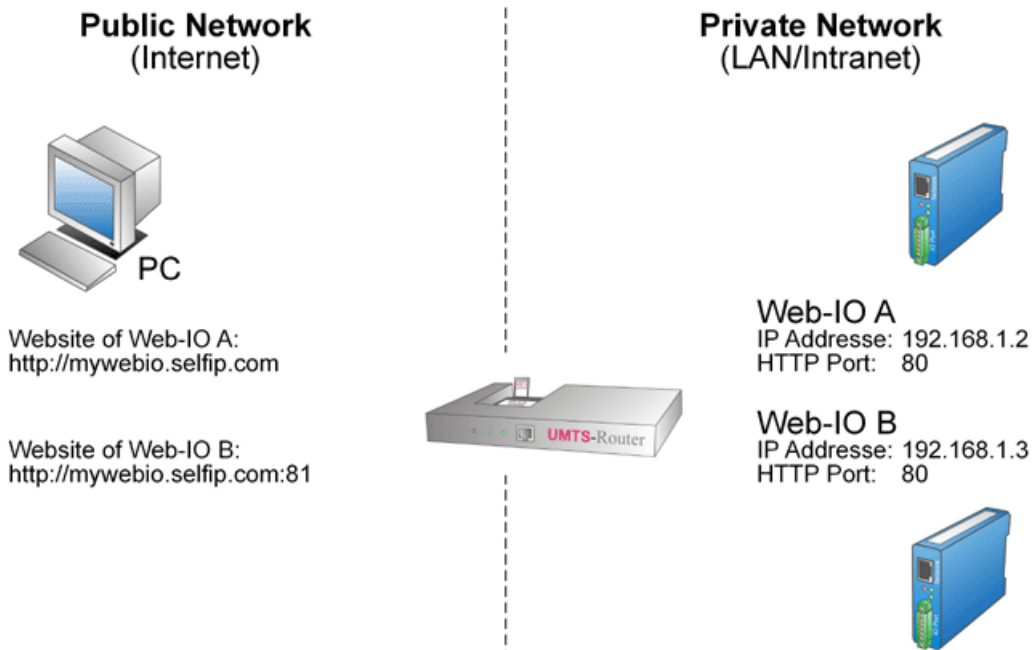 Public Network
(Internet)
Private Network
(LAN/Intranet)
PC
Website of Web-IO A:
http://mywebio.selfip.com
Website of Web-IO B:
http://mywebio.selfip.com:81
UMTS-Router
Web-IO A
IP Addresse: 192.168.1.2
HTTP Port: 80
Web-IO B
IP Addresse: 192.168.1.3
HTTP Port: 80